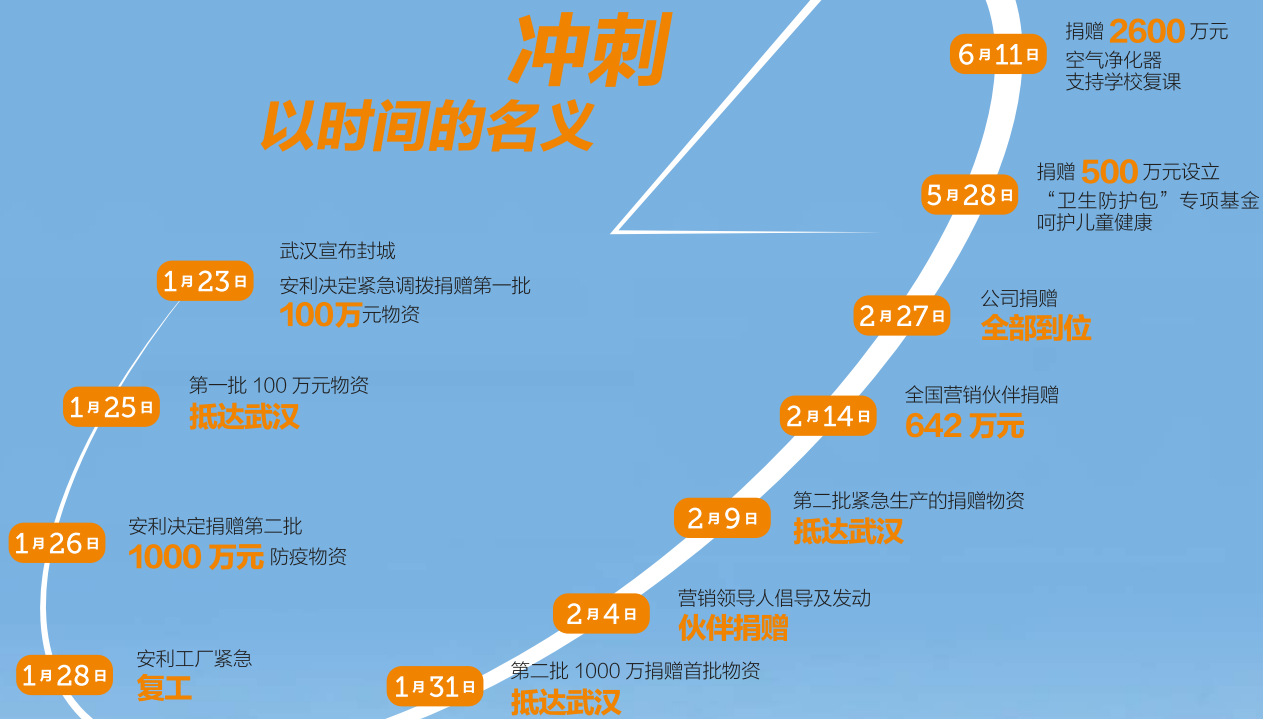 冲刺
以时间的名义
1月23日
武汉宣布封城
安利决定紧急调拨捐赠第一批
100万元物资
1月25日
第一批 100 万元物资
抵达武汉
1月26日
安利决定捐赠第二批
1000 万元 防疫物资
1月28日
安利工厂紧急
复工
1月31日
第二批 1000 万捐赠首批物资
抵达武汉
2月4日
营销领导人倡导及发动
伙伴捐赠
2月9日
第二批紧急生产的捐赠物资
抵达武汉
2月14日
全国营销伙伴捐赠
642 万元
2月27日
公司捐赠
全部到位
5月28日
捐赠 500 万元设立
“卫生防护包”专项基金
呵护儿童健康
6月11日
捐赠 2600 万元
空气净化器
支持学校复课